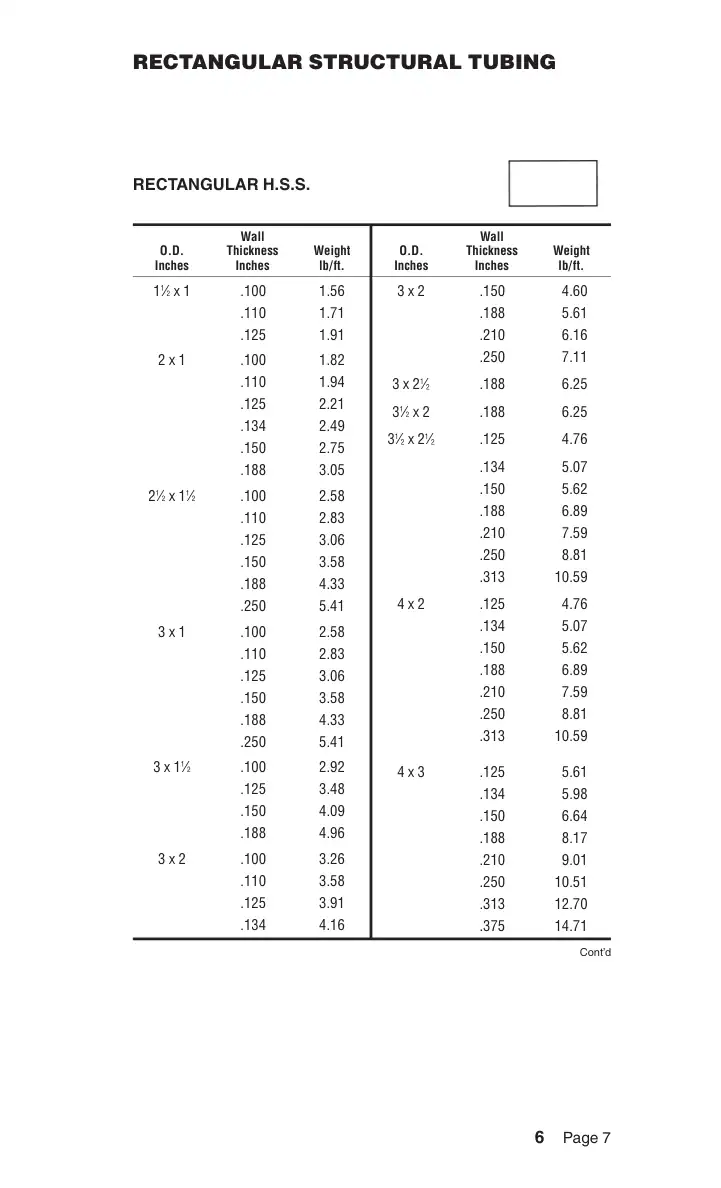 RECTANGULAR STRUCTURAL TUBING
RECTANGULAR H.S.S.
O.D. Inches Wall Thickness Inches Weight lb/ft.
1½ x 1 .100 1.56
.110 1.71
.125 1.91
2 x 1 .100 1.82
.110 1.94
.125 2.21
.134 2.49
.150 2.75
.188 3.05
2½ x 1½ .100 2.58
.110 2.83
.125 3.06
.150 3.58
.188 4.33
.250 5.41
3 x 1 .100 2.58
.110 2.83
.125 3.06
.150 3.58
.188 4.33
.250 5.41
3 x 1½ .100 2.92
.125 3.48
.150 4.09
.188 4.96
3 x 2 .100 3.26
.110 3.58
.125 3.91
.134 4.16
O.D. Inches Wall Thickness Inches Weight lb/ft.
3 x 2 .150 4.60
.188 5.61
.210 6.16
.250 7.11
3 x 2½ .188 6.25
3½ x 2 .188 6.25
3½ x 2½ .125 4.76
.134 5.07
.150 5.62
.188 6.89
.210 7.59
.250 8.81
.313 10.59
4 x 2 .125 4.76
.134 5.07
.150 5.62
.188 6.89
.210 7.59
.250 8.81
.313 10.59
4 x 3 .125 5.61
.134 5.98
.150 6.64
.188 8.17
.210 9.01
.250 10.51
.313 12.70
.375 14.71
Cont'd
6 Page 7